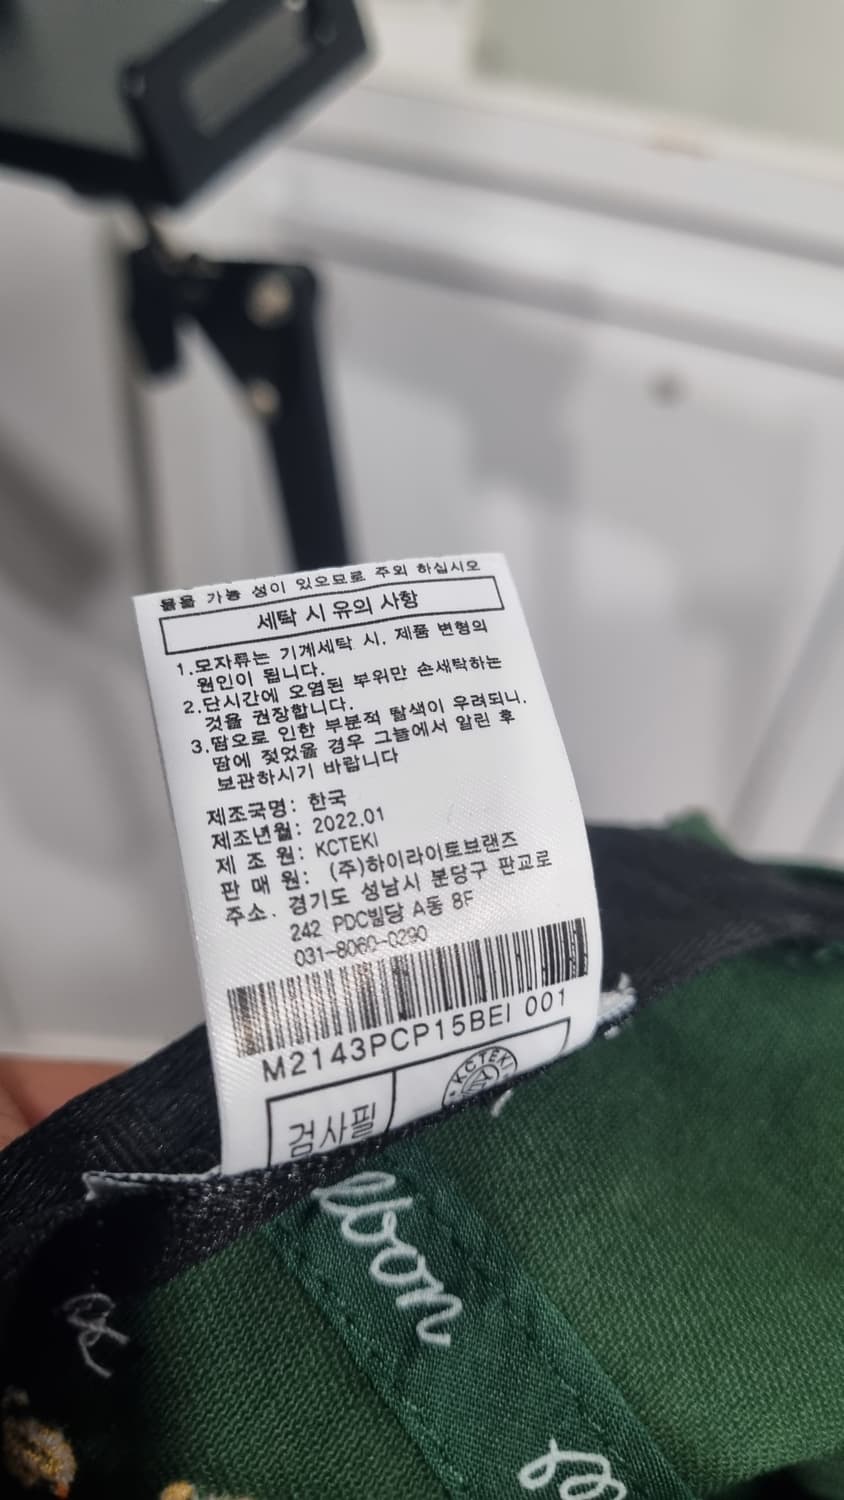 물을 가능 성이 있으므로 주의 하십시오
세탁 시 유의 사항
1.모자류는 기계세탁 시, 제품 변형의
원인이 됩니다.
2.단시간에 오염된 부위만 손세탁하는
것을 권장합니다.
3.땀으로 인한 부분적 탈색이 우려되니,
땀에 젖었을 경우 그늘에서 말린 후
보관하시기 바랍니다
제조국명: 한국
제조년월: 2022.01
제 조 원: KCTEKI
판 매 원: (주)하이라이트브랜즈
주소. 경기도 성남시 분당구 판교로
242 PDC빌당 A동 8F
031-8060-0290
M2143PCP15BEI 001
KCTEKI
검사필
lbon